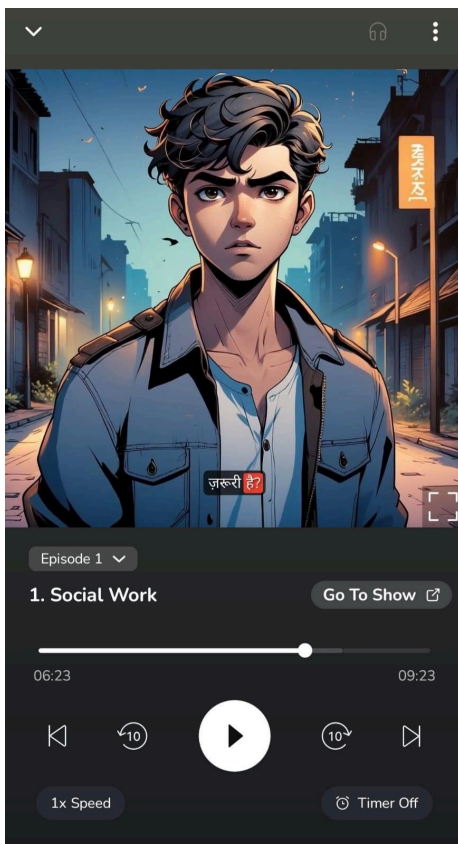 ज़रूरी है?
Episode 1
1. Social Work
Go To Show
06:23
09:23
10
10
1x Speed
Timer Off